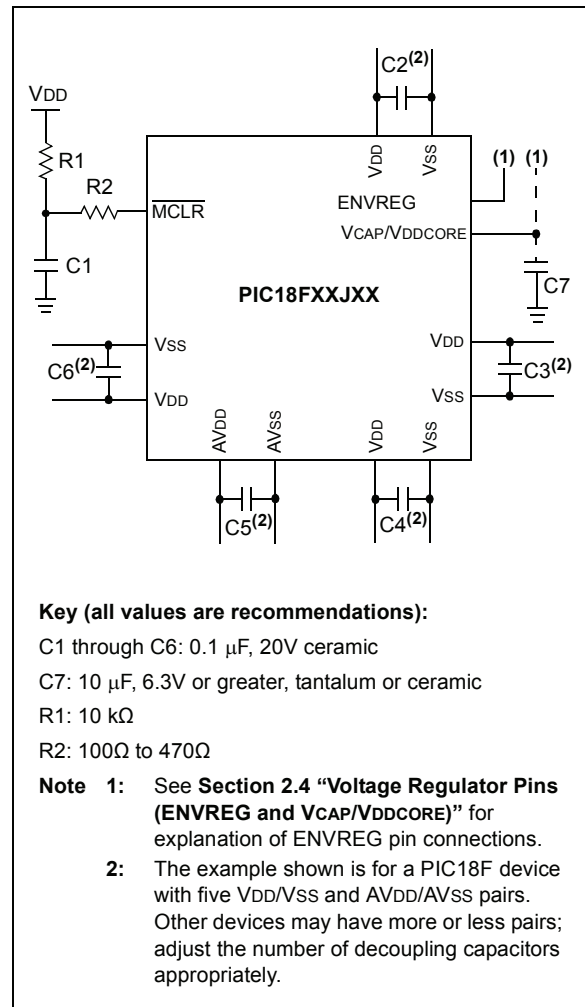 C2(2)
VDD
R1
R2
C1
VDD
VSS
MCLR
ENVREG
(1) (1)
VCAP/VDDCORE
C7
PIC18FXXJXX
VSS
C6(2)
VDD
VDD
C3(2)
VSS
AVDD
AVSS
VDD
VSS
C5(2)
C4(2)
Key (all values are recommendations):
C1 through C6: 0.1 μF, 20V ceramic
C7: 10 μF, 6.3V or greater, tantalum or ceramic
R1: 10 kΩ
R2: 100Ω to 470Ω
Note 1: See Section 2.4 “Voltage Regulator Pins
(ENVREG and VCAP/VDDCORE)” for
explanation of ENVREG pin connections.
2: The example shown is for a PIC18F device
with five VDD/VSS and AVDD/AVSS pairs.
Other devices may have more or less pairs;
adjust the number of decoupling capacitors
appropriately.